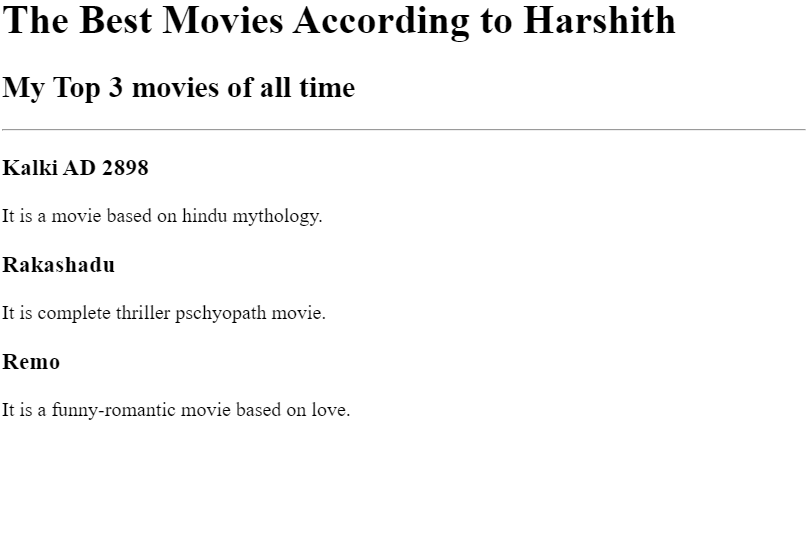 The Best Movies According to Harshith
My Top 3 movies of all time
Kalki AD 2898
It is a movie based on hindu mythology.
Rakashadu
It is complete thriller pschyopath movie.
Remo
It is a funny-romantic movie based on love.